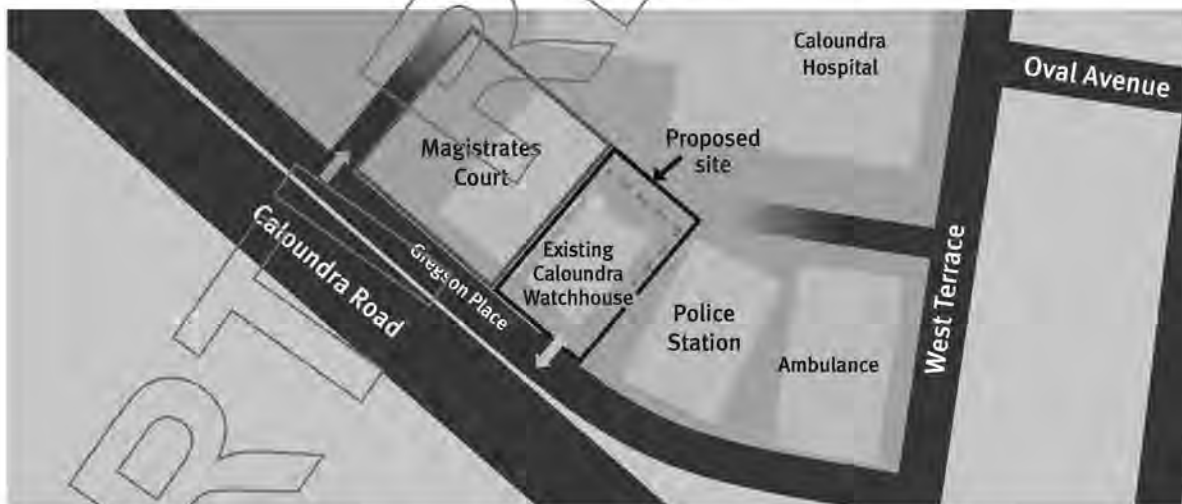 Caloundra
Hospital
Oval Avenue
Proposed
site
Magistrates
Court
Existing
Caloundra
Watchhouse
Gregson Place
Caloundra Road
Police
Station
Ambulance
West Terrace